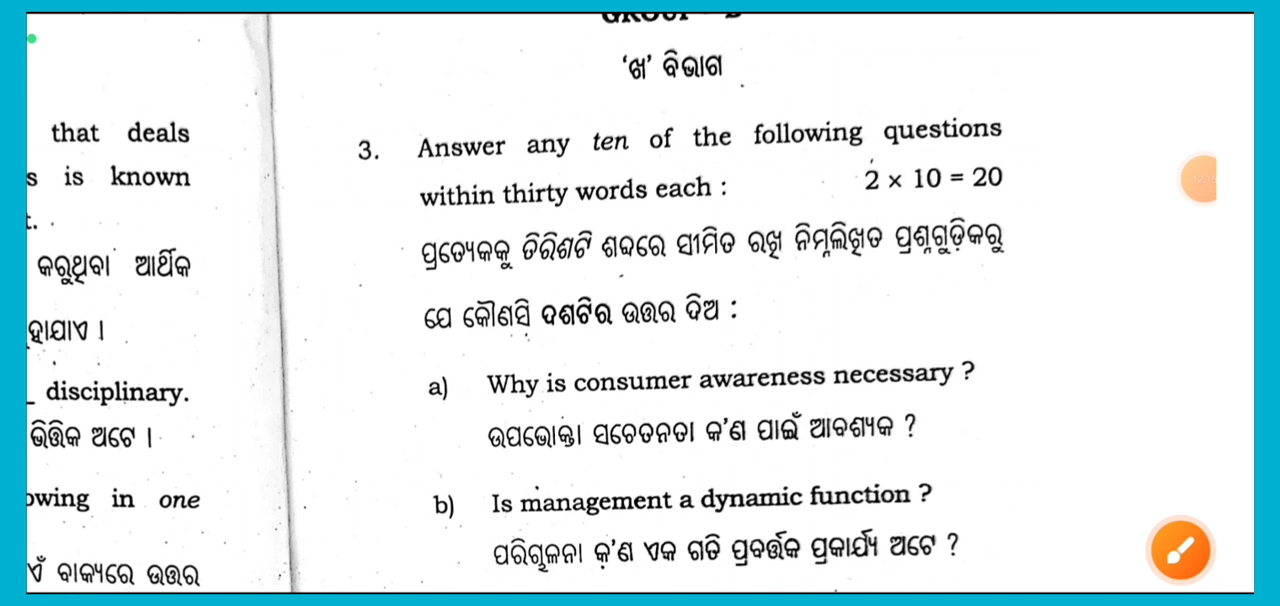 that deals
s is known
t.
କରୁଥିବା ଆର୍ଥିକ
ହାଯାଏ ।
disciplinary.
ଭିତ୍ତିକ ଅଟେ ।
owing in one
ବାକ୍ୟରେ ଉତ୍ତର
'ଖ' ବିଭାଗ
3. Answer any ten of the following questions
within thirty words each : 2 × 10 = 20
ପ୍ରତ୍ୟେକକୁ ତିରିଶଟି ଶବ୍ଦରେ ସୀମିତ ରଖି ନିମ୍ନଲିଖିତ ପ୍ରଶ୍ନଗୁଡ଼ିକରୁ
ଯେ କୌଣସି ଦଶଟିର ଉତ୍ତର ଦିଅ :
a) Why is consumer awareness necessary ?
ଉପଭୋକ୍ତା ସଚେତନତା କ'ଣ ପାଇଁ ଆବଶ୍ୟକ ?
b) Is management a dynamic function ?
ପରିଚାଳନା କ'ଣ ଏକ ଗତି ପ୍ରବର୍ତ୍ତକ ପ୍ରକାର୍ଯ୍ୟ ଅଟେ ?